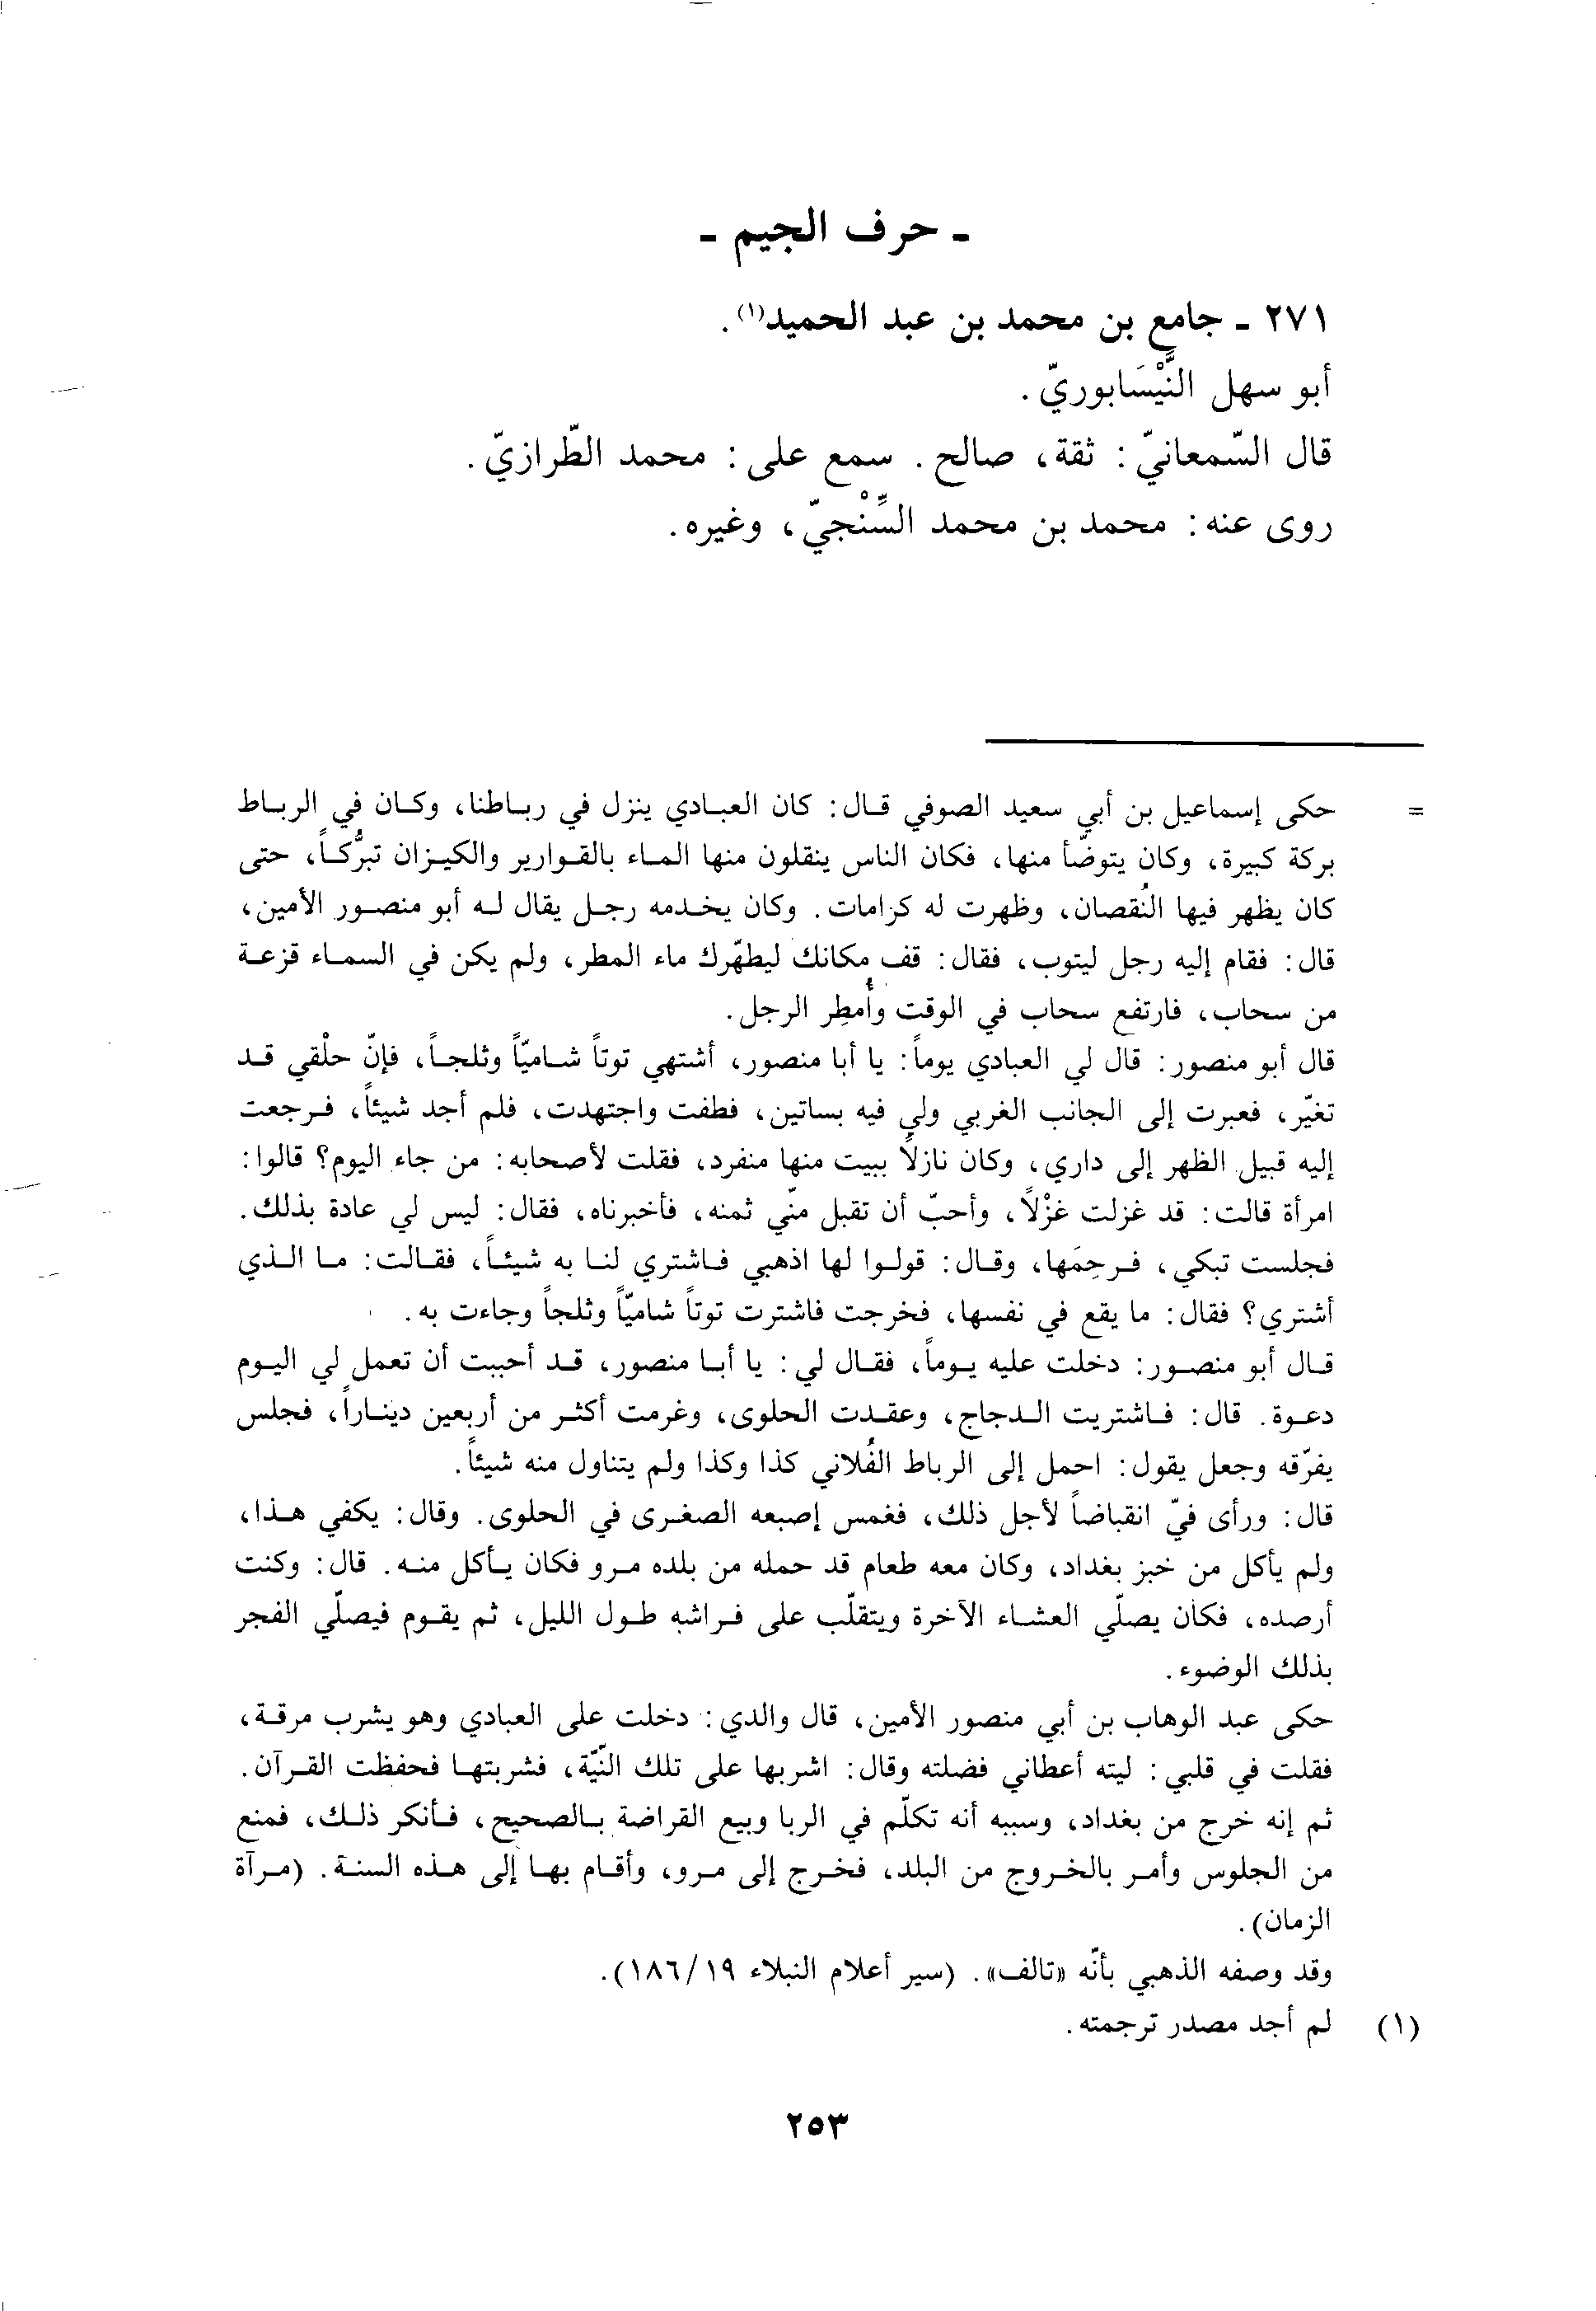 - حرف الجيم -
٢٧١ - جامع بن محمد بن عبد الحميد(١).
أبو سهل النَّيْسَابوريّ.
قال السّمعانيّ: ثقة، صالح. سمع على: محمد الطّرازيّ.
روى عنه: محمد بن محمد السِّنْجيّ، وغيره.
= حكى إسماعيل بن أبي سعيد الصوفي قال: كان العبادي ينزل في رباطنا، وكان في الرباط
بركة كبيرة، وكان يتوضّأ منها، فكان الناس ينقلون منها الماء بالقوارير والكيزان تبرُّكاً، حتى
كان يظهر فيها النُقصان، وظهرت له كرامات. وكان يخدمه رجل يقال له أبو منصور الأمين،
قال: فقام إليه رجل ليتوب، فقال: قف مكانك ليطهّرك ماء المطر، ولم يكن في السماء قزعة
من سحاب، فارتفع سحاب في الوقت وأُمطِر الرجل.
قال أبو منصور: قال لي العبادي يوماً: يا أبا منصور، أشتهي توتاً شاميّاً وثلجاً، فإنّ حلْقي قد
تغيّر، فعبرت إلى الجانب الغربي ولي فيه بساتين، فطفت واجتهدت، فلم أجد شيئاً، فرجعت
إليه قبيل الظهر إلى داري، وكان نازلاً ببيت منها منفرد، فقلت لأصحابه: من جاء اليوم؟ قالوا:
امرأة قالت: قد غزلت غزْلاً، وأحبّ أن تقبل منّي ثمنه، فأخبرناه، فقال: ليس لي عادة بذلك.
فجلست تبكي، فرحِمَها، وقال: قولوا لها اذهبي فاشتري لنا به شيئاً، فقالت: ما الذي
أشتري؟ فقال: ما يقع في نفسها، فخرجت فاشترت توتاً شاميّاً وثلجاً وجاءت به.
قال أبو منصور: دخلت عليه يوماً، فقال لي: يا أبا منصور، قد أحببت أن تعمل لي اليوم
دعوة. قال: فاشتريت الدجاج، وعقدت الحلوى، وغرمت أكثر من أربعين ديناراً، فجلس
يفرّقه وجعل يقول: احمل إلى الرباط الفُلاني كذا وكذا ولم يتناول منه شيئاً.
قال: ورأى فيّ انقباضاً لأجل ذلك، فغمس إصبعه الصغرى في الحلوى. وقال: يكفي هذا،
ولم يأكل من خبز بغداد، وكان معه طعام قد حمله من بلده مرو فكان يأكل منه. قال: وكنت
أرصده، فكان يصلّي العشاء الآخرة ويتقلّب على فراشه طول الليل، ثم يقوم فيصلّي الفجر
بذلك الوضوء.
حكى عبد الوهاب بن أبي منصور الأمين، قال والدي: دخلت على العبادي وهو يشرب مرقة،
فقلت في قلبي: ليته أعطاني فضلته وقال: اشربها على تلك النّيّة، فشربتها فحفظت القرآن.
ثم إنه خرج من بغداد، وسببه أنه تكلّم في الربا وبيع القراضة بالصحيح، فأنكر ذلك، فمنع
من الجلوس وأمر بالخروج من البلد، فخرج إلى مرو، وأقام بها إلى هذه السنة. (مرآة
الزمان).
وقد وصفه الذهبي بأنّه «تالف». (سير أعلام النبلاء ١٩/١٨٦).
(١) لم أجد مصدر ترجمته.
٢٥٣